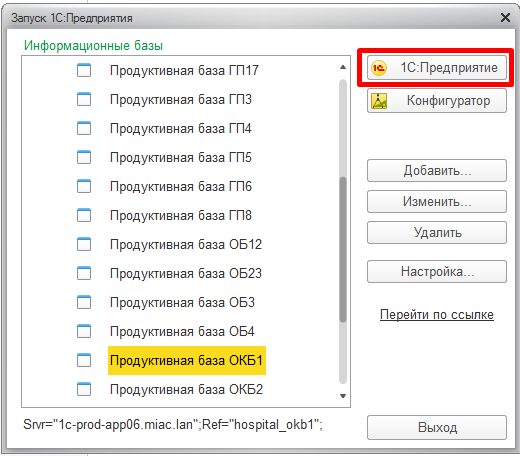 Запуск 1С:Предприятия
Информационные базы
Продуктивная база ГП17
Продуктивная база ГП3
Продуктивная база ГП4
Продуктивная база ГП5
Продуктивная база ГП6
Продуктивная база ГП8
Продуктивная база ОБ12
Продуктивная база ОБ23
Продуктивная база ОБ3
Продуктивная база ОБ4
Продуктивная база ОКБ1
Продуктивная база ОКБ2
Srvr="1c-prod-app06.miac.lan";Ref="hospital_okb1";
1С:Предприятие
Конфигуратор
Добавить...
Изменить...
Удалить
Настройка...
Перейти по ссылке
Выход